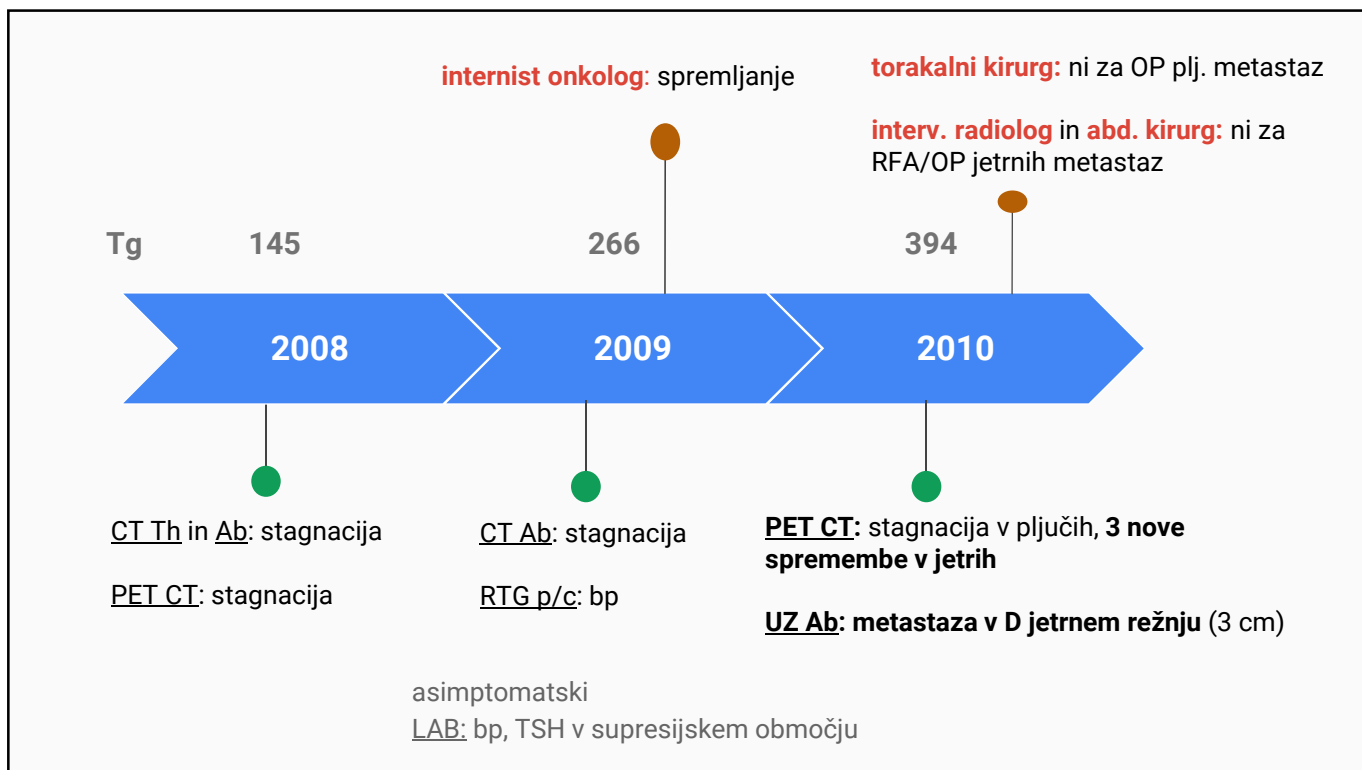 internist onkolog: spremljanje
torakalni kirurg: ni za OP plj. metastaz
interv. radiolog in abd. kirurg: ni za
RFA/OP jetrnih metastaz
Tg 145 266 394
2008 2009 2010
CT Th in Ab: stagnacija
PET CT: stagnacija
CT Ab: stagnacija
RTG p/c: bp
PET CT: stagnacija v pljučih, 3 nove
spremembe v jetrih
UZ Ab: metastaza v D jetrnem režnju (3 cm)
asimptomatski
LAB: bp, TSH v supresijskem območju